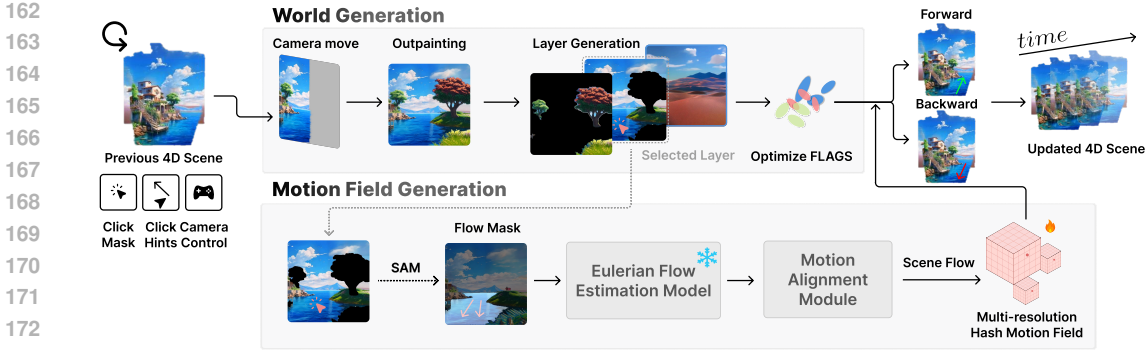 162
163
164
165
166
167
168
169
170
171
172
World Generation
Camera move
Outpainting
Layer Generation
Selected Layer
Optimize FLAGS
Forward
Backward
time
Updated 4D Scene
Previous 4D Scene
Click
Mask
Click
Hints
Camera
Control
Motion Field Generation
SAM
Flow Mask
Eulerian Flow
Estimation Model
Motion
Alignment
Module
Scene Flow
Multi-resolution
Hash Motion Field